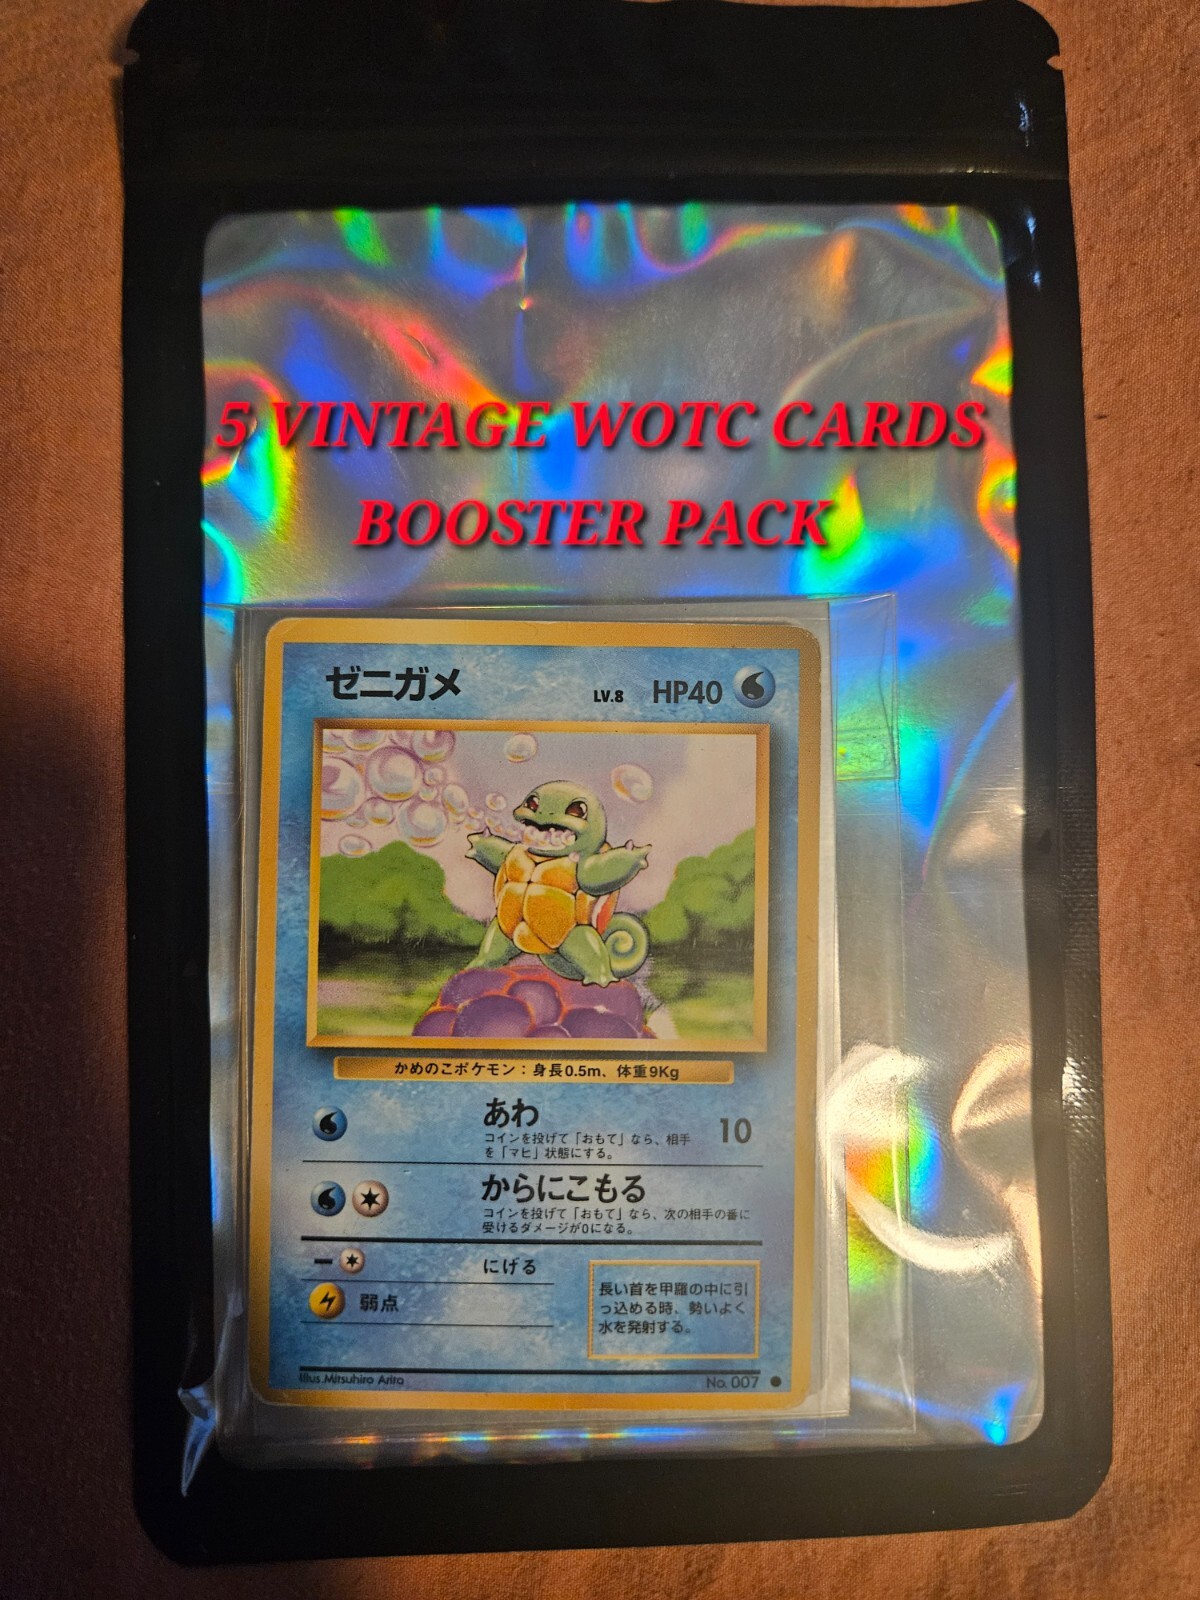 5 VINTAGE WOTC CARDS
BOOSTER PACK
ゼニガメ LV.8 HP40
かめのこポケモン：身長0.5m、体重9Kg
あわ 10
コインを投げて「おもて」なら、相手
を「マヒ」状態にする。
からにこもる
コインを投げて「おもて」なら、次の相手の番に
受けるダメージが0になる。
にげる
弱点
長い首を甲羅の中に引
っ込める時、勢いよく
水を発射する。
Illus.Mitsuhiro Arita No. 007